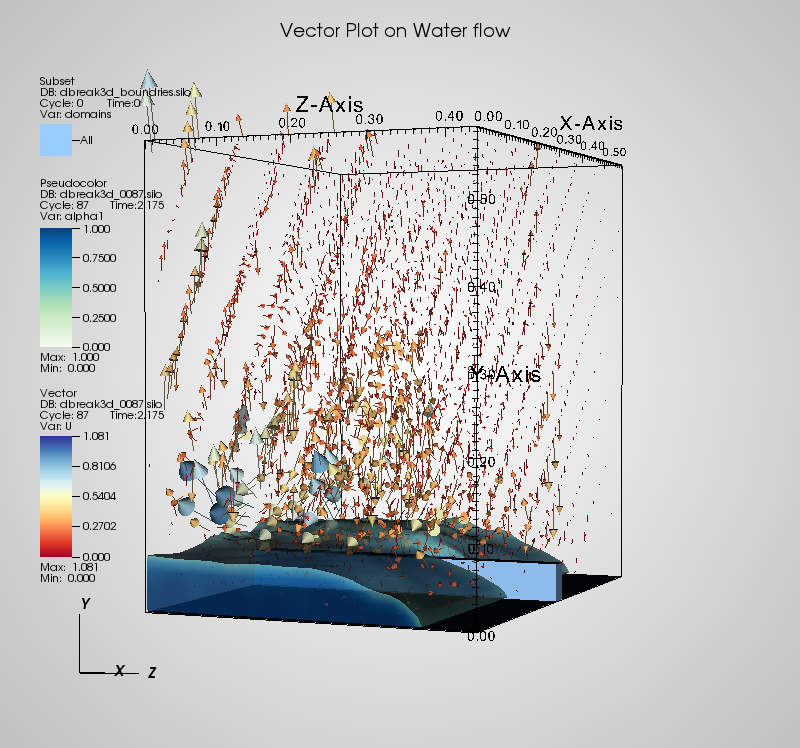 Vector Plot on Water flow
Subset
DB: dbreak3d_boundries.silo
Cycle: 0 Time:0
Var: domains
All
Pseudocolor
DB: dbreak3d_0087.silo
Cycle: 87 Time:2.175
Var: alpha1
1.000
0.7500
0.5000
0.2500
0.000
Max: 1.000
Min: 0.000
Vector
DB: dbreak3d_0087.silo
Cycle: 87 Time:2.175
Var: U
1.081
0.8106
0.5404
0.2702
0.000
Max: 1.081
Min: 0.000
Z-Axis
0.00 0.10 0.20 0.30 0.40
X-Axis
0.00 0.10 0.20 0.30 0.40 0.50
0.50
0.40
0.30
Y-Axis
0.20
0.10
0.00
Y
X Z